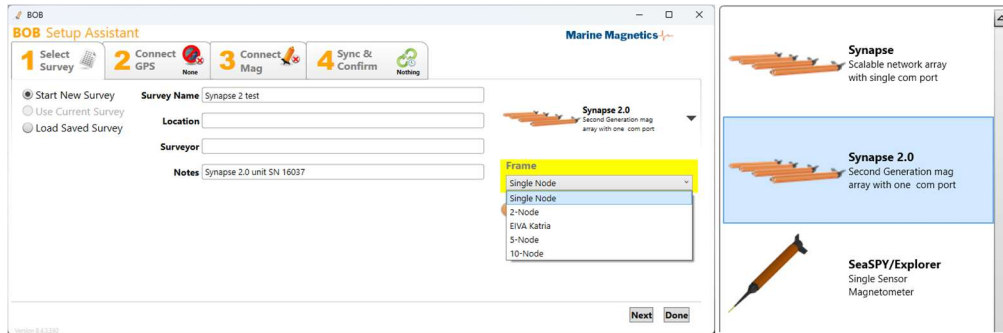 BOB
BOB Setup Assistant
Marine Magnetics
1 Select Survey
2 Connect GPS
None
3 Connect Mag
4 Sync & Confirm
Nothing
Start New Survey
Use Current Survey
Load Saved Survey
Survey Name Synapse 2 test
Location
Surveyor
Notes Synapse 2.0 unit SN 16037
Synapse 2.0
Second Generation mag
array with one com port
Frame
Single Node
Single Node
2-Node
EIVA Katria
5-Node
10-Node
Next Done
Synapse
Scalable network array
with single com port
Synapse 2.0
Second Generation mag
array with one com port
SeaSPY/Explorer
Single Sensor
Magnetometer